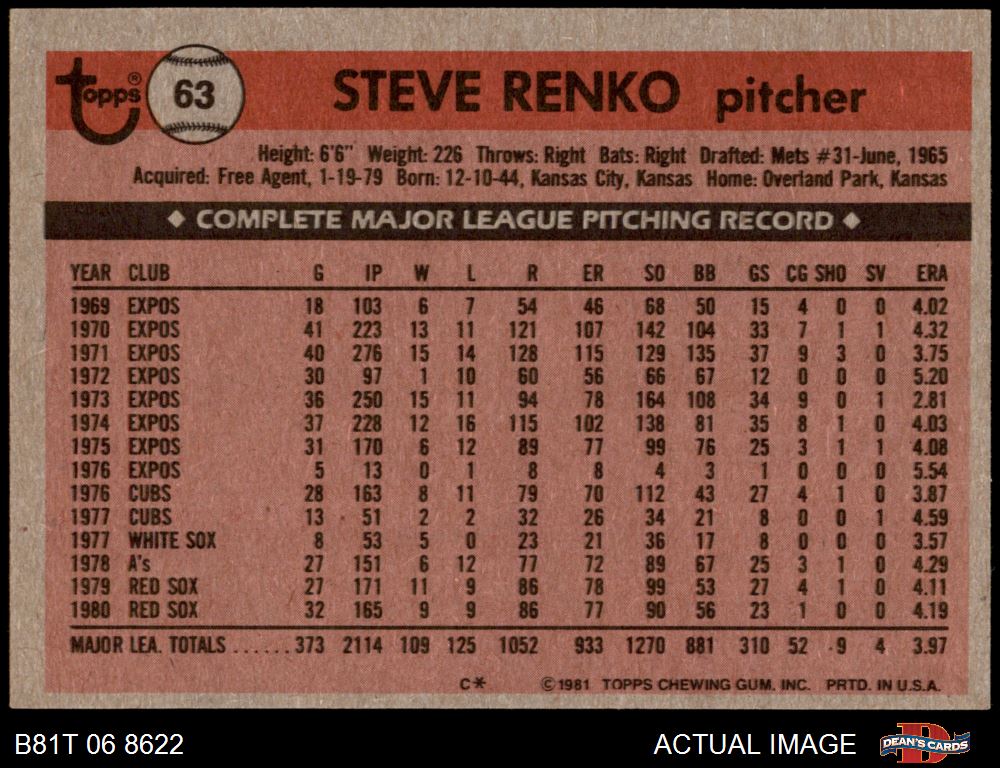 topps® 63 STEVE RENKO pitcher
Height: 6'6" Weight: 226 Throws: Right Bats: Right Drafted: Mets #31-June, 1965
Acquired: Free Agent, 1-19-79 Born: 12-10-44, Kansas City, Kansas Home: Overland Park, Kansas
◆ COMPLETE MAJOR LEAGUE PITCHING RECORD ◆
YEAR CLUB G IP W L R ER SO BB GS CG SHO SV ERA
1969 EXPOS 18 103 6 7 54 46 68 50 15 4 0 0 4.02
1970 EXPOS 41 223 13 11 121 107 142 104 33 7 1 1 4.32
1971 EXPOS 40 276 15 14 128 115 129 135 37 9 3 0 3.75
1972 EXPOS 30 97 1 10 60 56 66 67 12 0 0 0 5.20
1973 EXPOS 36 250 15 11 94 78 164 108 34 9 0 1 2.81
1974 EXPOS 37 228 12 16 115 102 138 81 35 8 1 0 4.03
1975 EXPOS 31 170 6 12 89 77 99 76 25 3 1 1 4.08
1976 EXPOS 5 13 0 1 8 8 4 3 1 0 0 0 5.54
1976 CUBS 28 163 8 11 79 70 112 43 27 4 1 0 3.87
1977 CUBS 13 51 2 2 32 26 34 21 8 0 0 1 4.59
1977 WHITE SOX 8 53 5 0 23 21 36 17 8 0 0 0 3.57
1978 A's 27 151 6 12 77 72 89 67 25 3 1 0 4.29
1979 RED SOX 27 171 11 9 86 78 99 53 27 4 1 0 4.11
1980 RED SOX 32 165 9 9 86 77 90 56 23 1 0 0 4.19
MAJOR LEA. TOTALS ...... 373 2114 109 125 1052 933 1270 881 310 52 9 4 3.97
C* ©1981 TOPPS CHEWING GUM, INC. PRTD. IN U.S.A.
B81T 06 8622 ACTUAL IMAGE DEAN'S CARDS